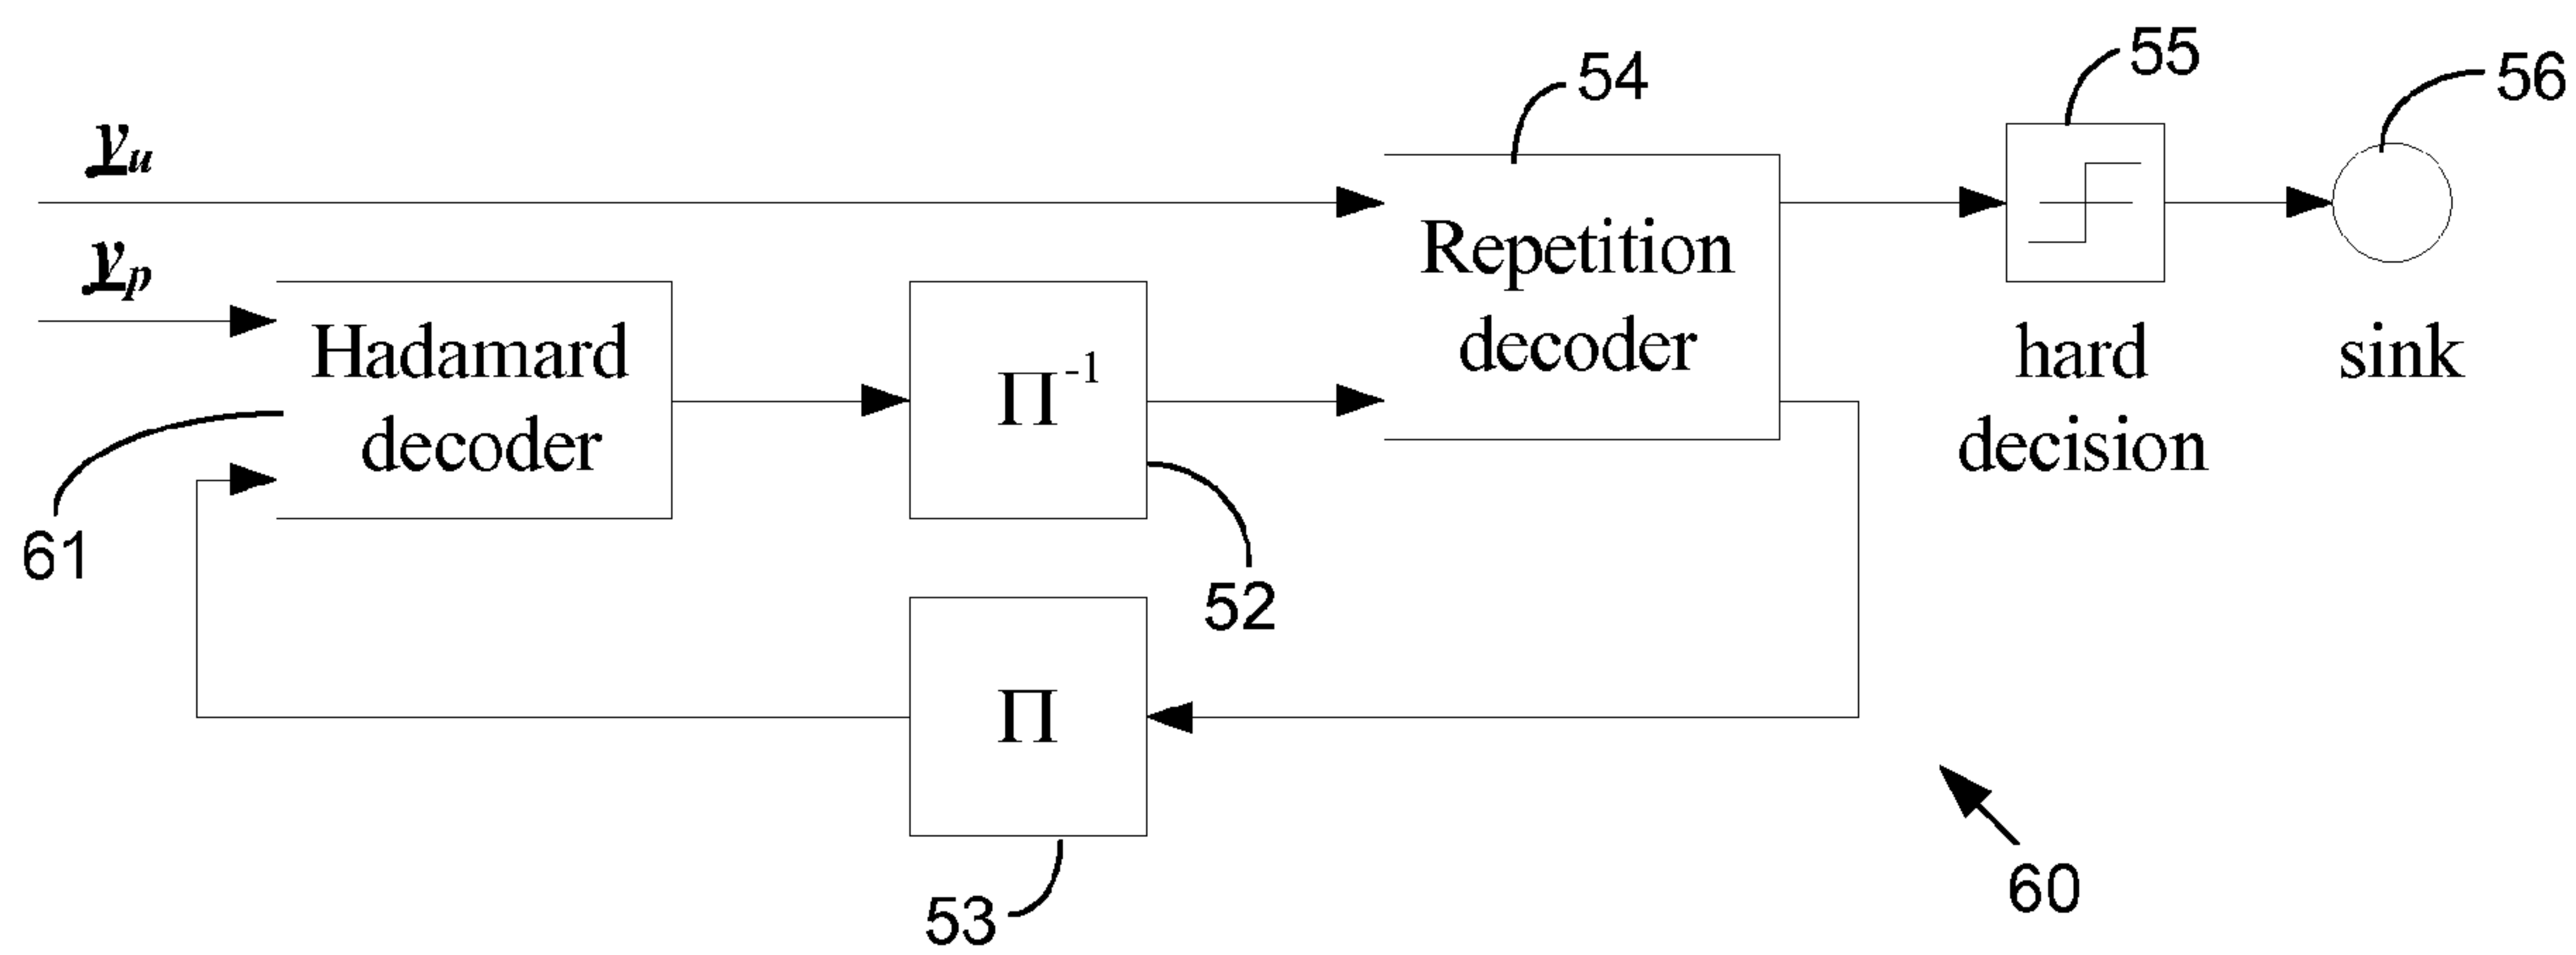 55
54
56
y_u
y_p
Repetition
decoder
Hadamard
decoder
Π^-1
hard
decision
sink
61
52
Π
60
53